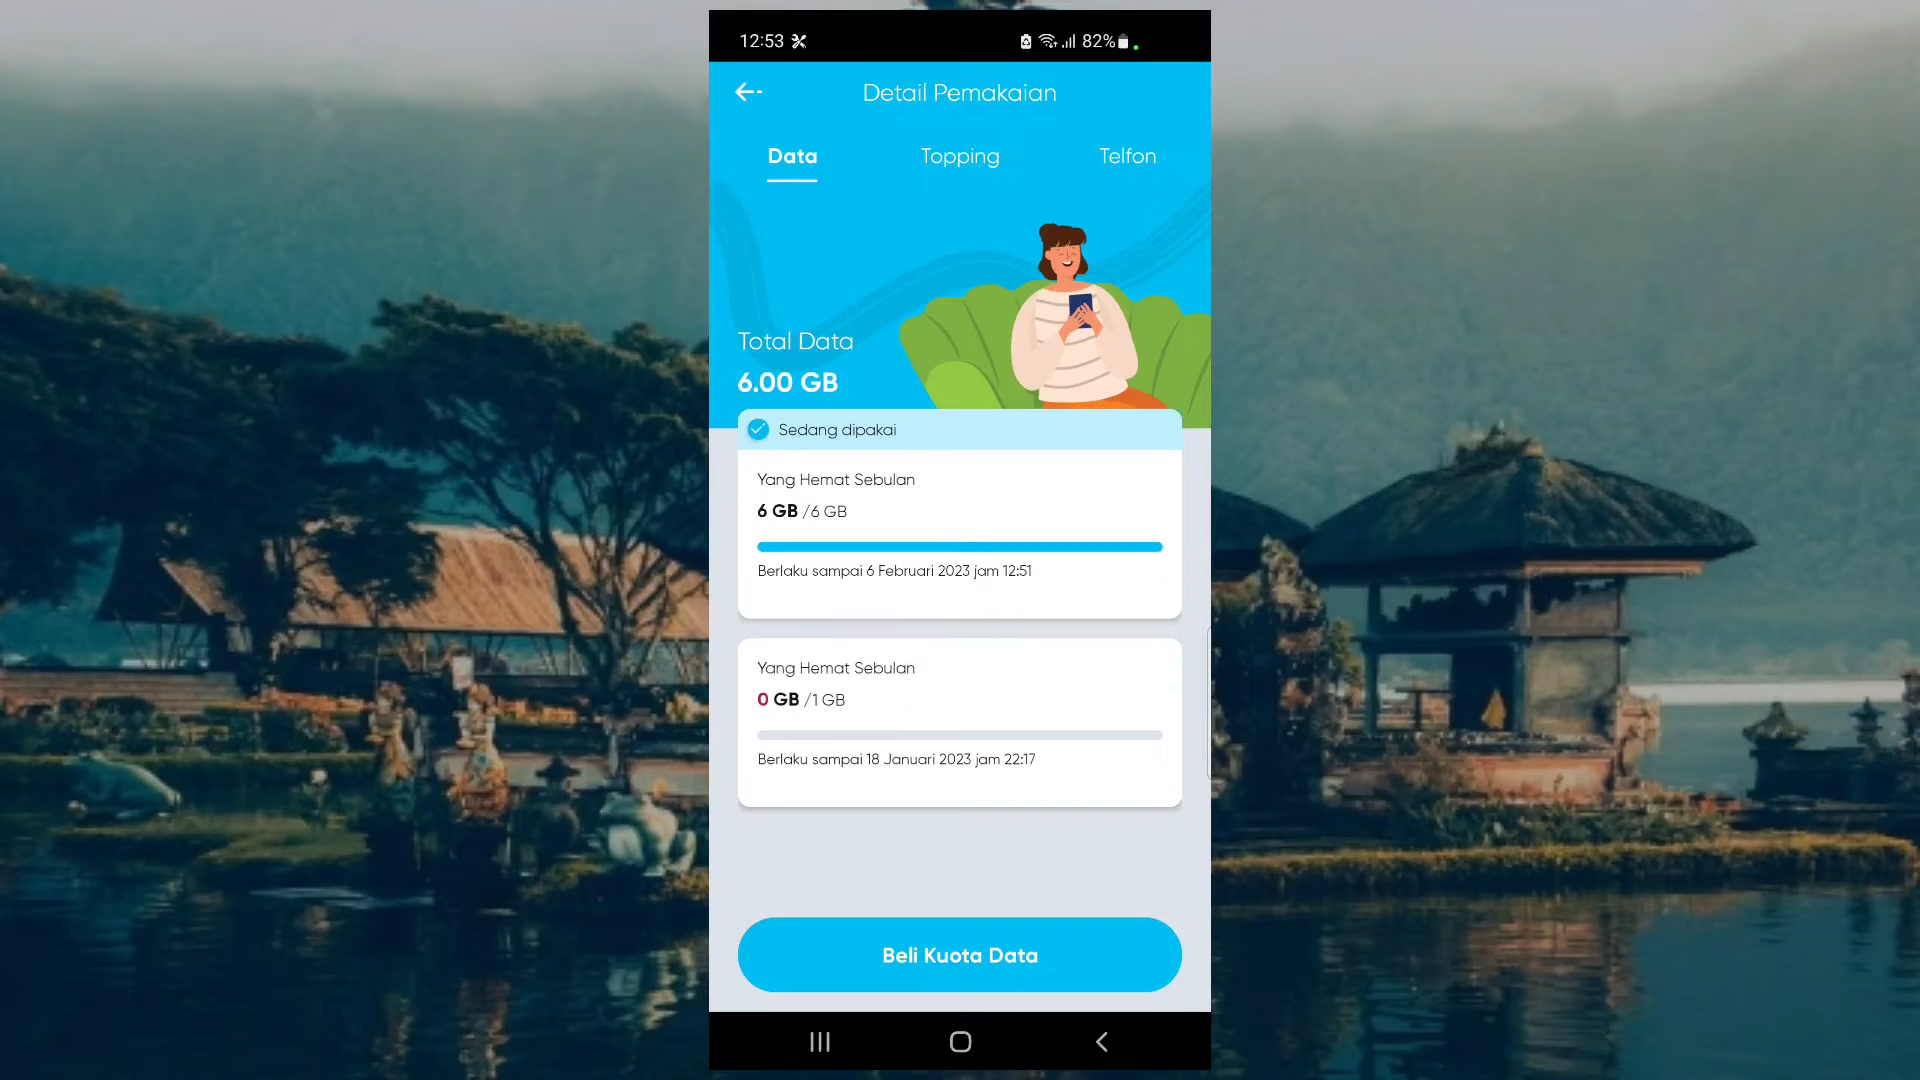 12:53
82%
Detail Pemakaian
Data
Topping
Telfon
Total Data
6.00 GB
Sedang dipakai
Yang Hemat Sebulan
6 GB /6 GB
Berlaku sampai 6 Februari 2023 jam 12:51
Yang Hemat Sebulan
0 GB /1 GB
Berlaku sampai 18 Januari 2023 jam 22:17
Beli Kuota Data